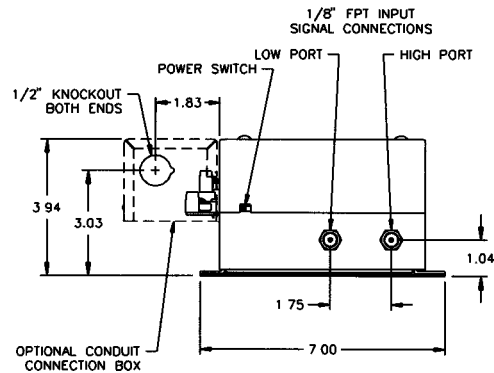 1/8" FPT INPUT
SIGNAL CONNECTIONS
LOW PORT
HIGH PORT
POWER SWITCH
1/2" KNOCKOUT
BOTH ENDS
1.83
3.94
3.03
1.04
1 75
7 00
OPTIONAL CONDUIT
CONNECTION BOX